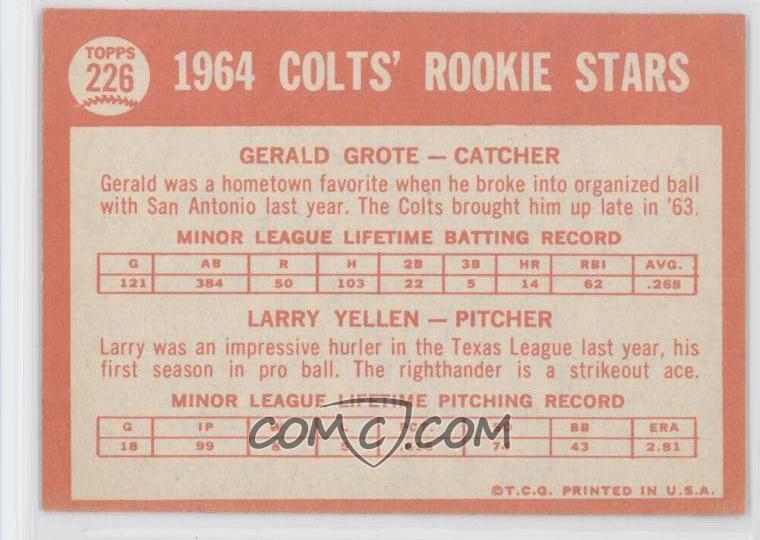 TOPPS
226
1964 COLTS' ROOKIE STARS
GERALD GROTE — CATCHER
Gerald was a hometown favorite when he broke into organized ball
with San Antonio last year. The Colts brought him up late in '63.
MINOR LEAGUE LIFETIME BATTING RECORD
G AB R H 2B 3B HR RBI AVG.
121 384 50 103 22 5 14 62 .268
LARRY YELLEN — PITCHER
Larry was an impressive hurler in the Texas League last year, his
first season in pro ball. The righthander is a strikeout ace.
MINOR LEAGUE LIFETIME PITCHING RECORD
G IP BB ERA
18 99 43 2.81
COMC.COM
©T.C.G. PRINTED IN U.S.A.